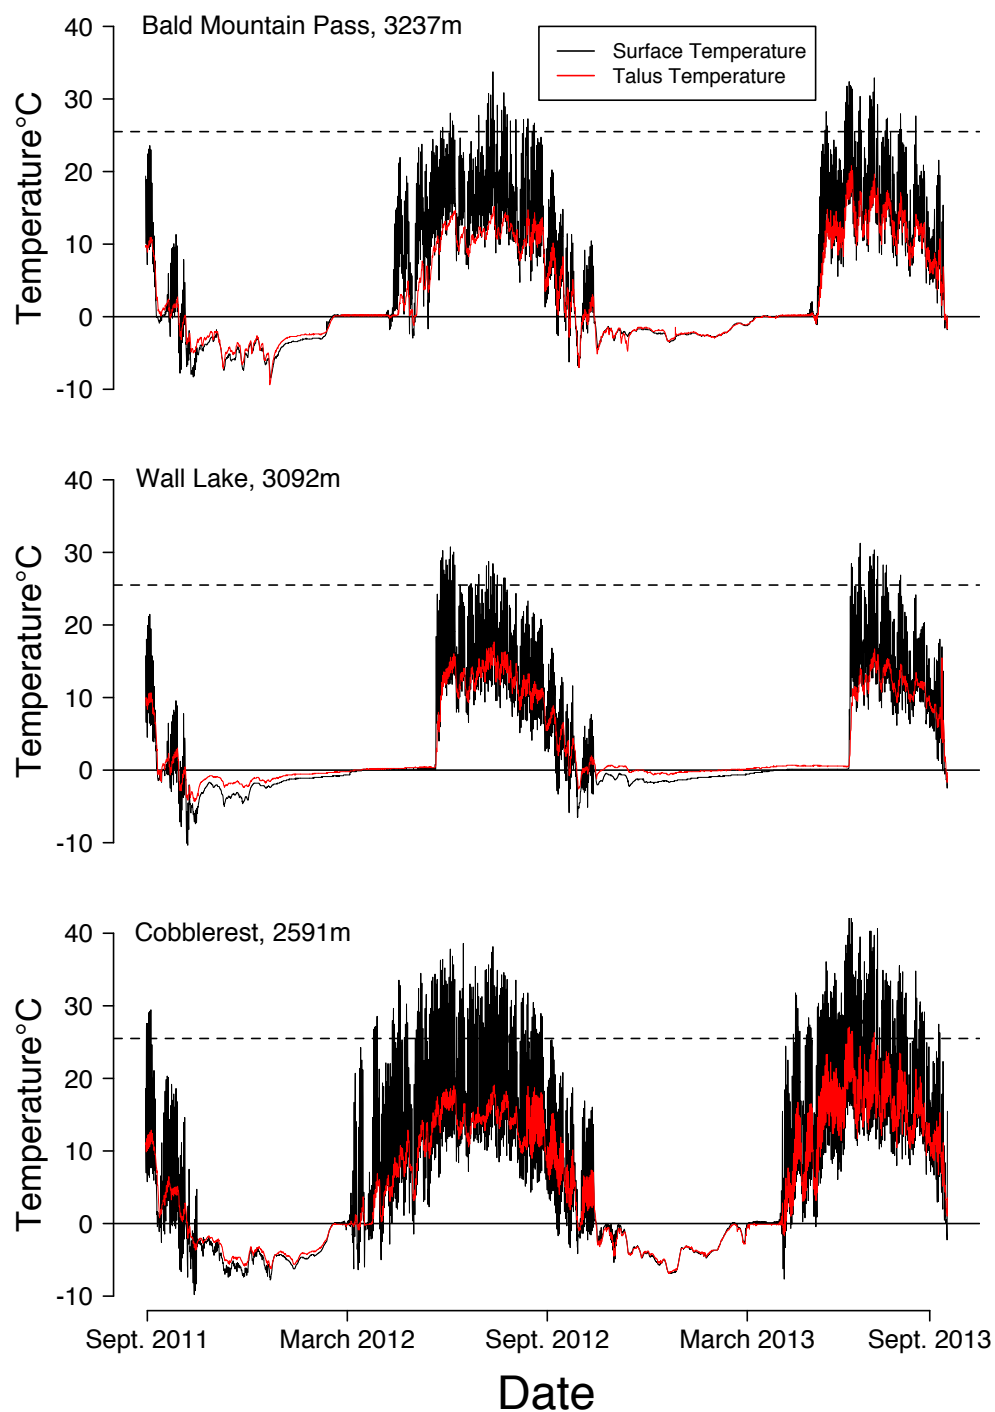 Bald Mountain Pass, 3237m
Surface Temperature
Talus Temperature
Temperature°C
40
30
20
10
0
-10
Wall Lake, 3092m
Temperature°C
40
30
20
10
0
-10
Cobblerest, 2591m
Temperature°C
40
30
20
10
0
-10
Sept. 2011 March 2012 Sept. 2012 March 2013 Sept. 2013
Date